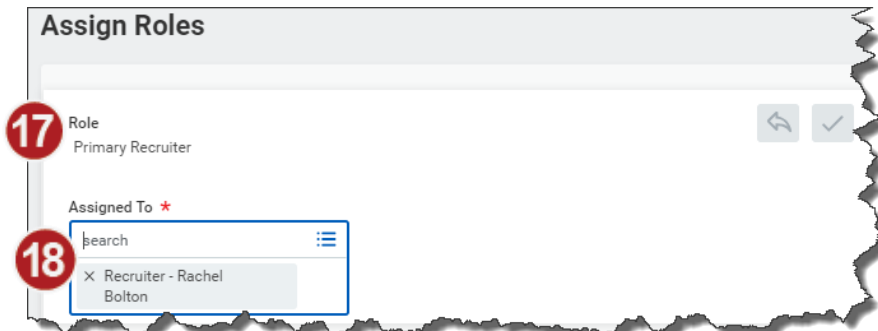 Assign Roles
17
Role
Primary Recruiter
Assigned To *
18
search
× Recruiter - Rachel
Bolton